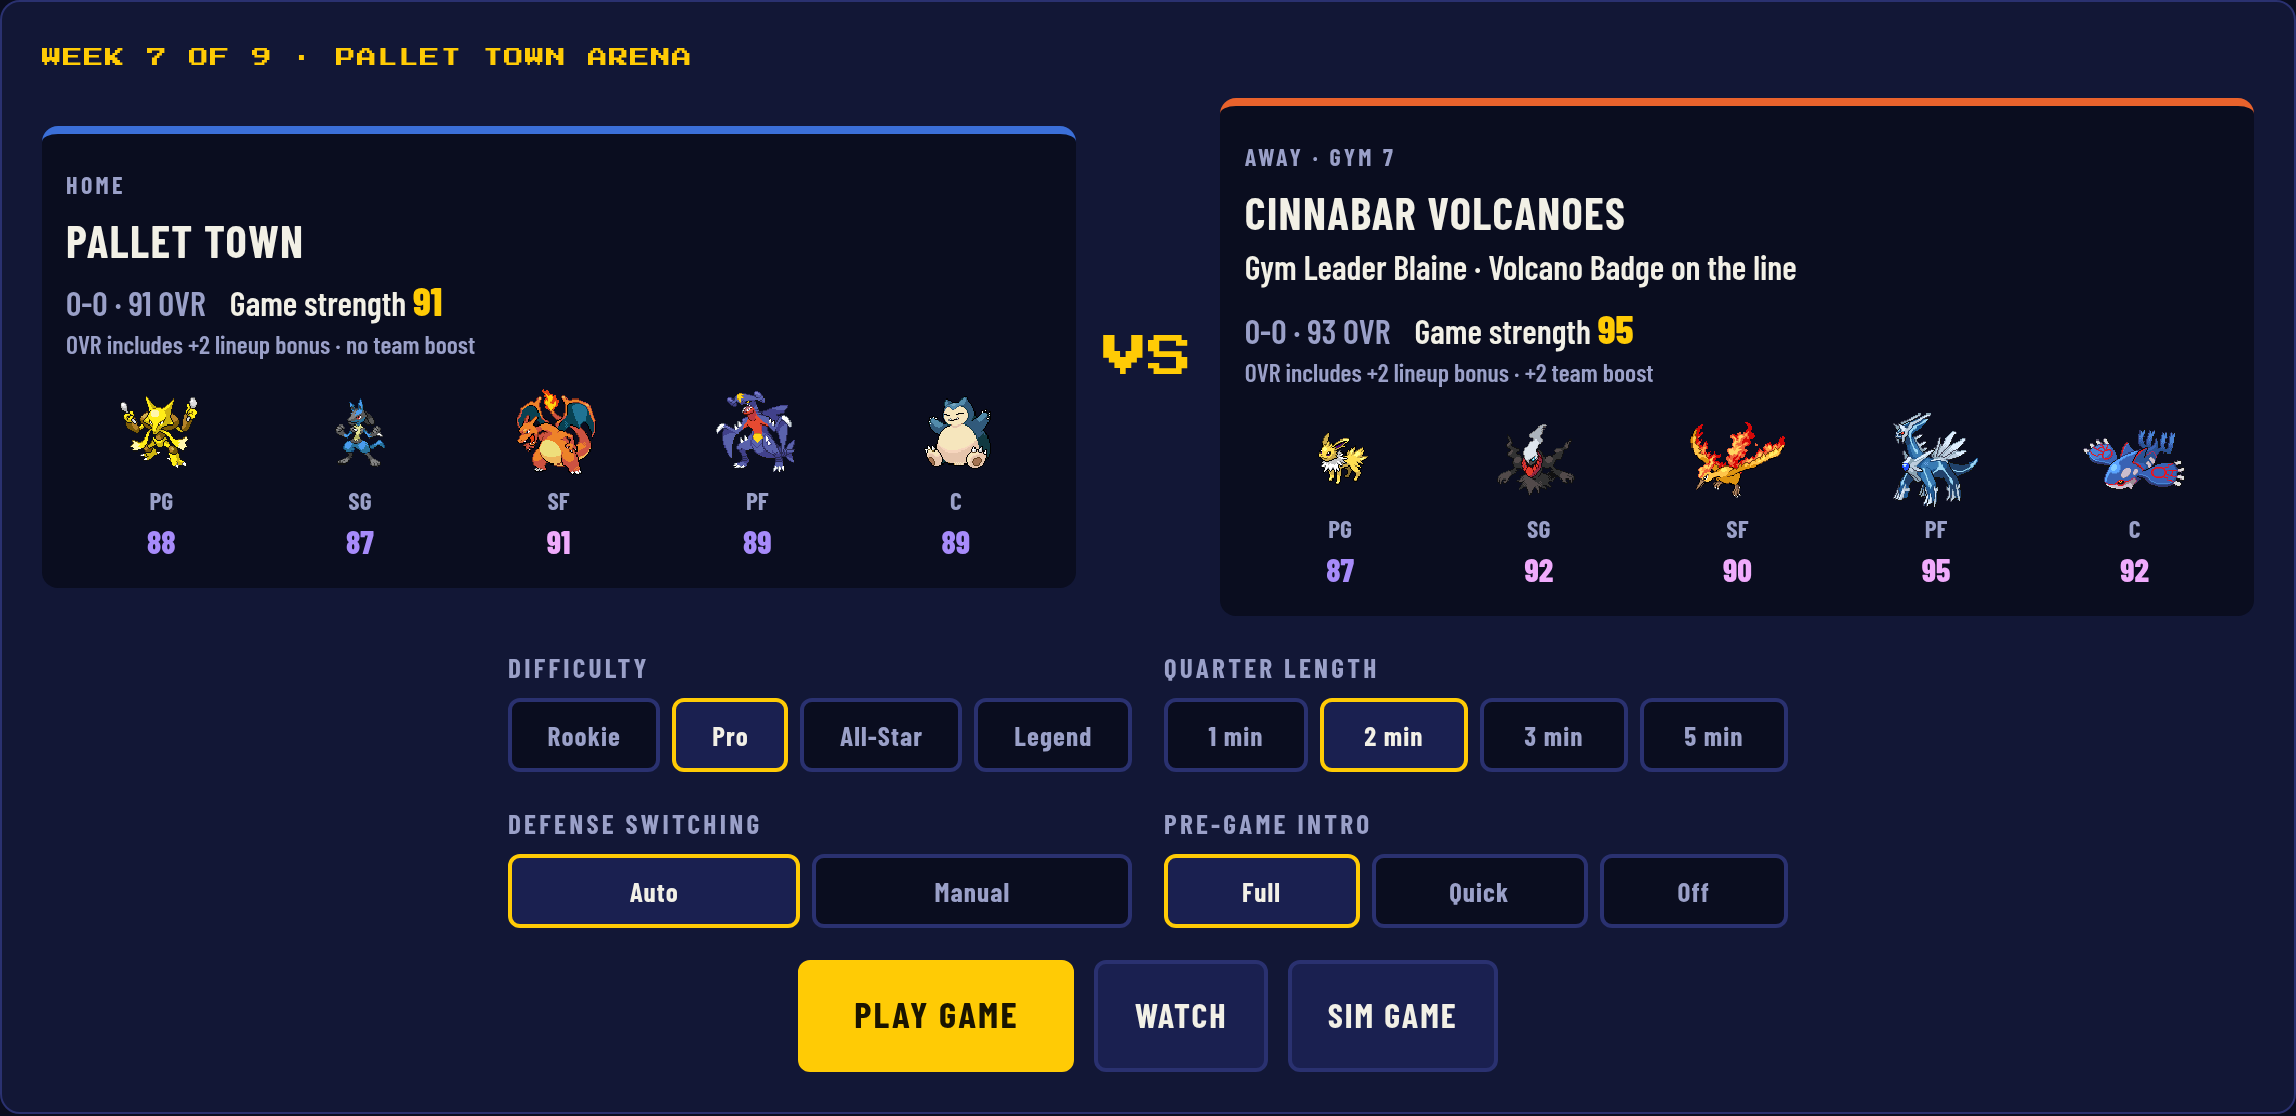 WEEK 7 OF 9 · PALLET TOWN ARENA
HOME
PALLET TOWN
0-0 · 91 OVR Game strength 91
OVR includes +2 lineup bonus · no team boost
PG SG SF PF C
88 87 91 89 89
VS
AWAY · GYM 7
CINNABAR VOLCANOES
Gym Leader Blaine · Volcano Badge on the line
0-0 · 93 OVR Game strength 95
OVR includes +2 lineup bonus · +2 team boost
PG SG SF PF C
87 92 90 95 92
DIFFICULTY
Rookie Pro All-Star Legend
QUARTER LENGTH
1 min 2 min 3 min 5 min
DEFENSE SWITCHING
Auto Manual
PRE-GAME INTRO
Full Quick Off
PLAY GAME WATCH SIM GAME